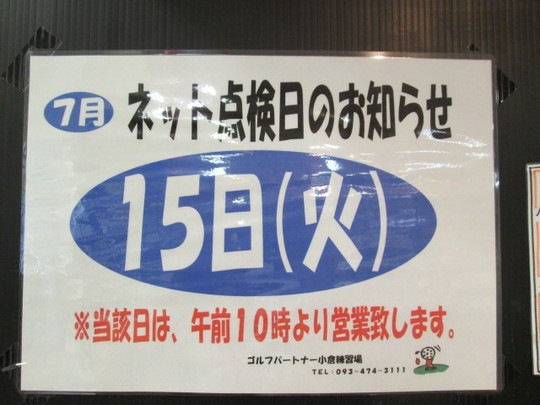 7月 ネット点検日のお知らせ
15日(火)
※当該日は、午前10時より営業致します。
ゴルフパートナー小倉練習場
TEL:093-474-3111